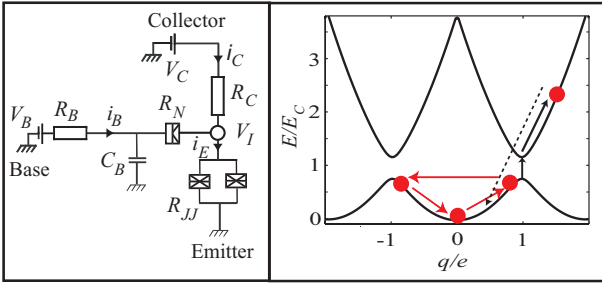 Collector
i_C
V_C
R_C
V_B
R_B
i_B
R_N
V_I
C_B
i_E
Base
R_JJ
Emitter
E/E_C
3
2
1
0
-1
0
1
q/e